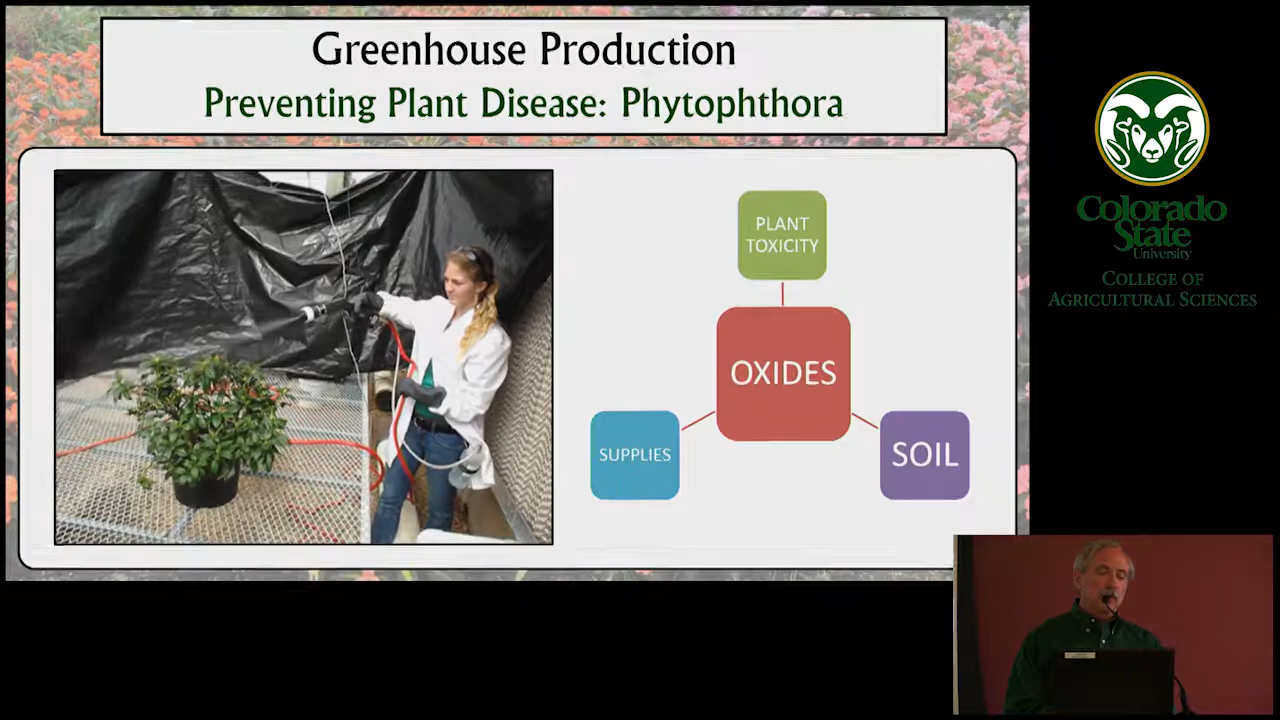 Greenhouse Production
Preventing Plant Disease: Phytophthora
PLANT
TOXICITY
OXIDES
SUPPLIES
SOIL
Colorado
State
University
COLLEGE OF
AGRICULTURAL SCIENCES